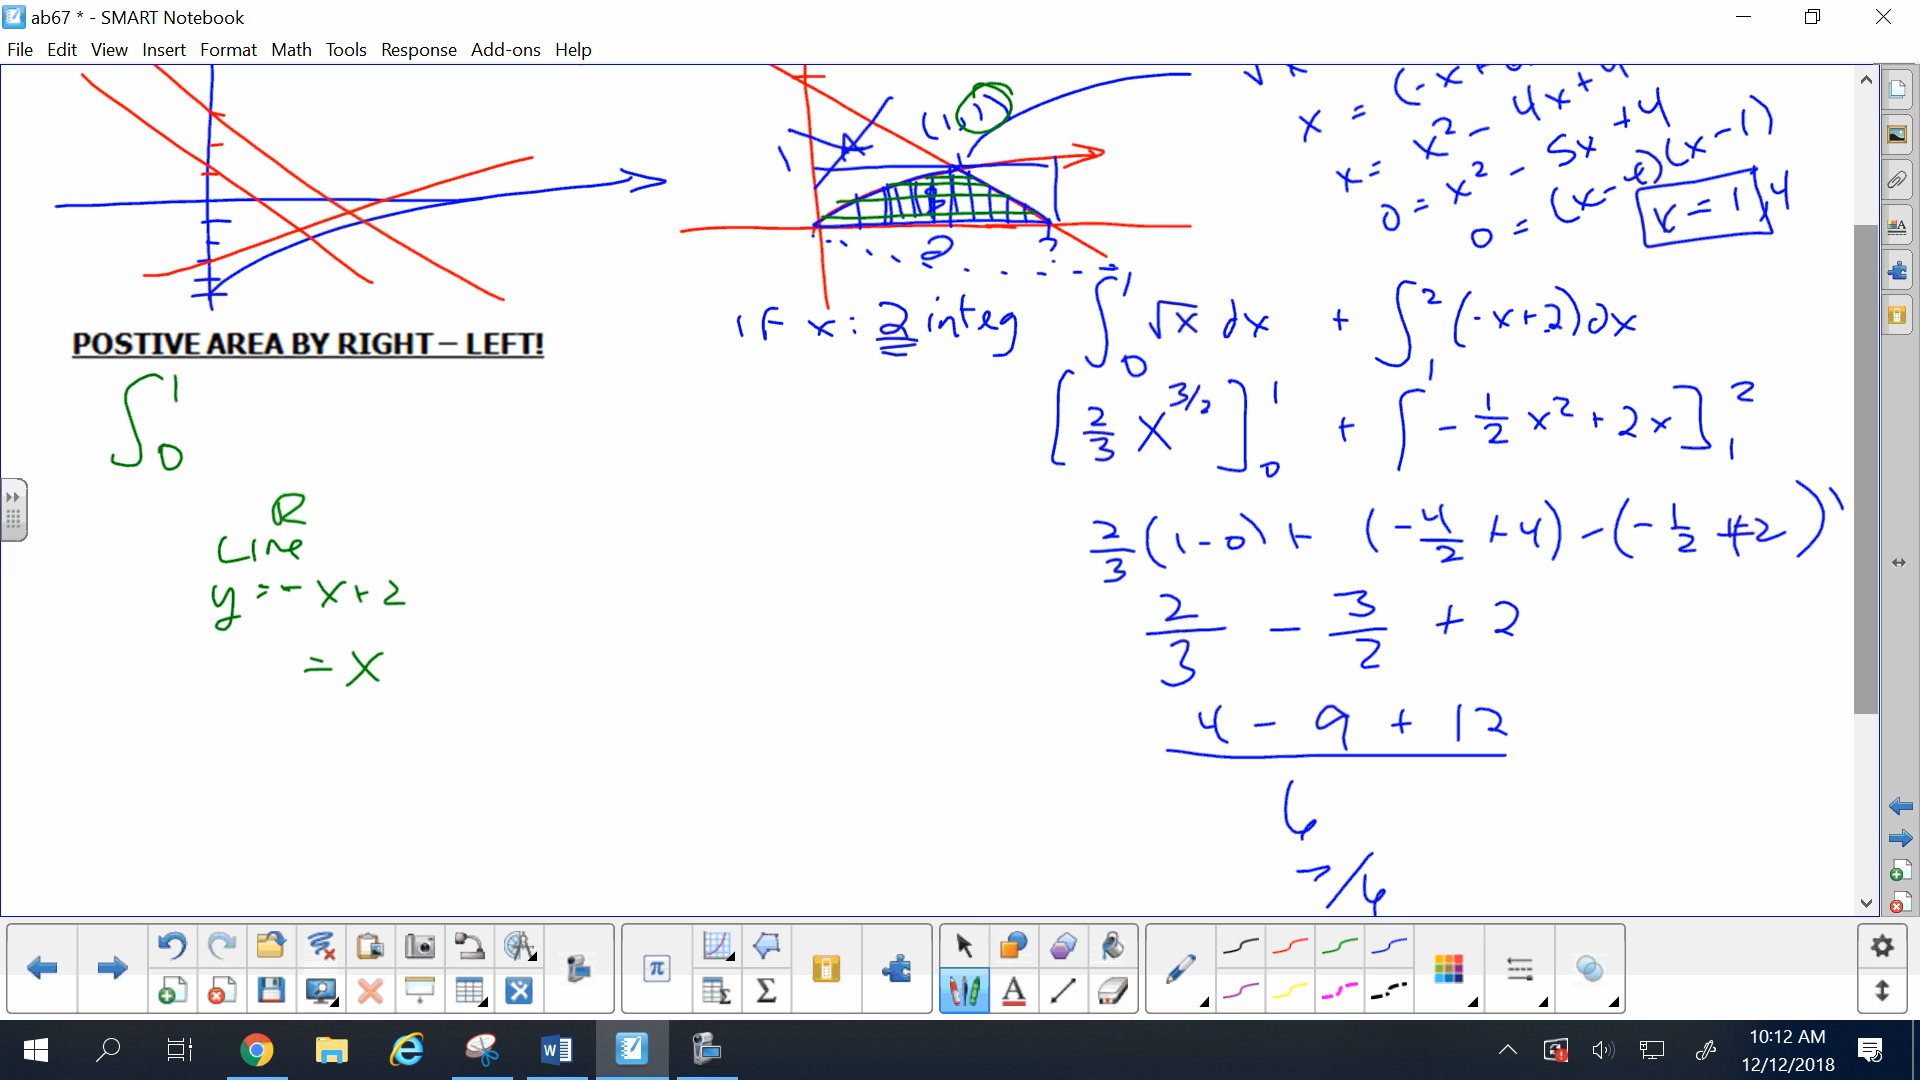 ab67 * - SMART Notebook
File Edit View Insert Format Math Tools Response Add-ons Help
POSTIVE AREA BY RIGHT – LEFT!
∫₀¹
R
Line
y = -x + 2
= x
1
(1,1)
2
x =
x = x² - 4x + 4
0 = x² - 5x + 4
0 = (x-4)(x-1)
x = 1, 4
IF x: 2 integ ∫₀¹ √x dx + ∫₁² (-x+2) dx
[2/3 x^3/2]₀¹ + [-1/2 x² + 2x]₁²
2/3 (1-0) + (-4/2 + 4) - (-1/2 + 2)
2/3 - 3/2 + 2
4 - 9 + 12
6
7/6
10:12 AM
12/12/2018